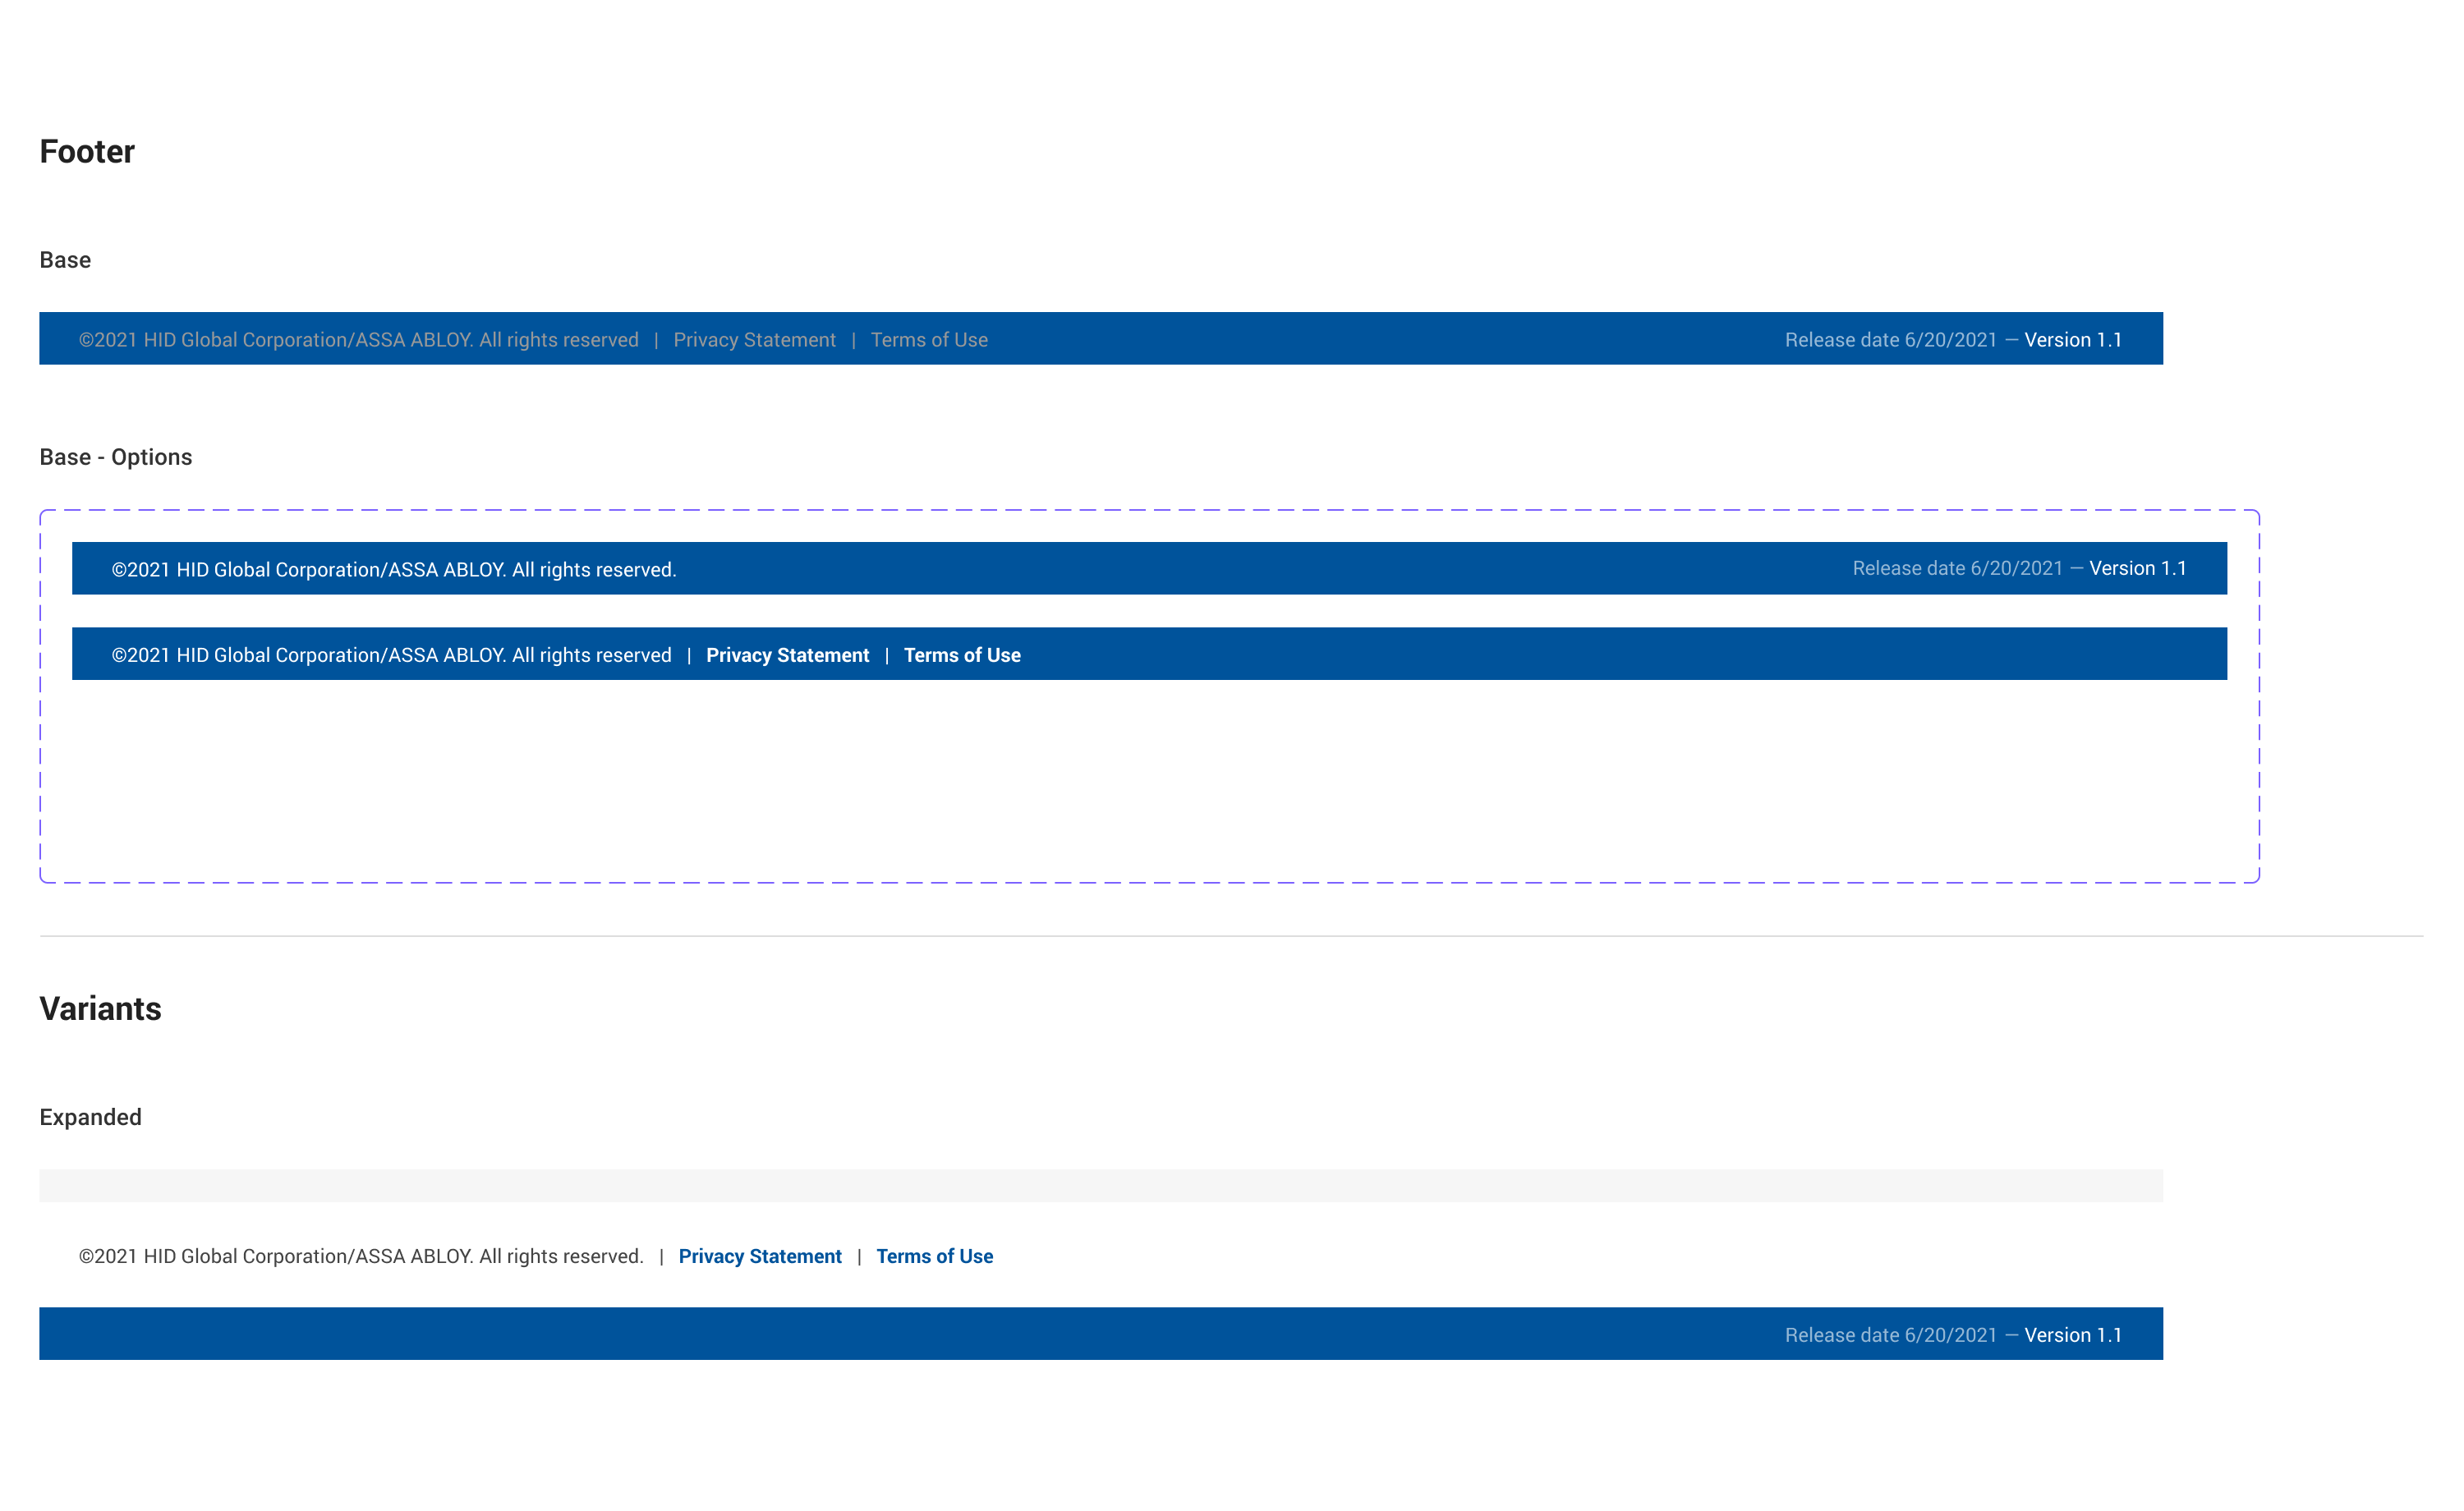 Footer
Base
©2021 HID Global Corporation/ASSA ABLOY. All rights reserved | Privacy Statement | Terms of Use Release date 6/20/2021 — Version 1.1
Base - Options
©2021 HID Global Corporation/ASSA ABLOY. All rights reserved. Release date 6/20/2021 — Version 1.1
©2021 HID Global Corporation/ASSA ABLOY. All rights reserved | Privacy Statement | Terms of Use
Variants
Expanded
©2021 HID Global Corporation/ASSA ABLOY. All rights reserved. | Privacy Statement | Terms of Use
Release date 6/20/2021 — Version 1.1